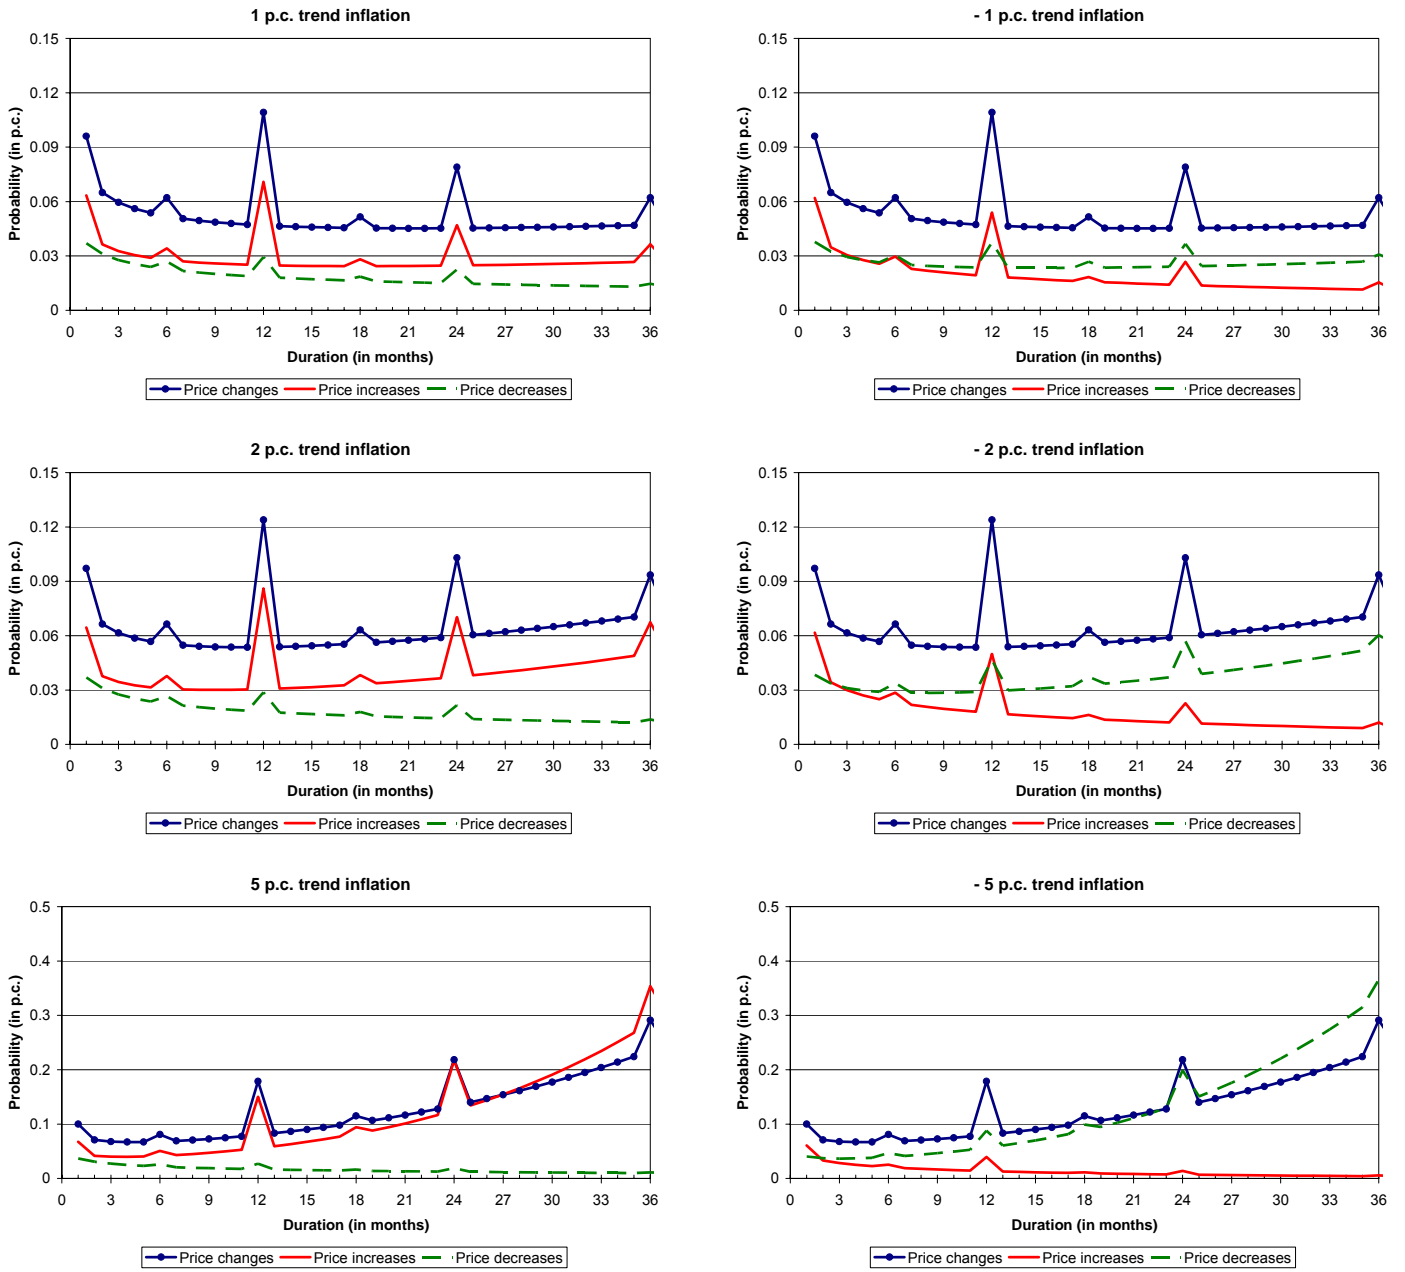 1 p.c. trend inflation
0.15
0.12
0.09
0.06
0.03
0
Probability (in p.c.)
0 3 6 9 12 15 18 21 24 27 30 33 36
Duration (in months)
Price changes Price increases Price decreases
- 1 p.c. trend inflation
0.15
0.12
0.09
0.06
0.03
0
Probability (in p.c.)
0 3 6 9 12 15 18 21 24 27 30 33 36
Duration (in months)
Price changes Price increases Price decreases
2 p.c. trend inflation
0.15
0.12
0.09
0.06
0.03
0
Probability (in p.c.)
0 3 6 9 12 15 18 21 24 27 30 33 36
Duration (in months)
Price changes Price increases Price decreases
- 2 p.c. trend inflation
0.15
0.12
0.09
0.06
0.03
0
Probability (in p.c.)
0 3 6 9 12 15 18 21 24 27 30 33 36
Duration (in months)
Price changes Price increases Price decreases
5 p.c. trend inflation
0.5
0.4
0.3
0.2
0.1
0
Probability (in p.c.)
0 3 6 9 12 15 18 21 24 27 30 33 36
Duration (in months)
Price changes Price increases Price decreases
- 5 p.c. trend inflation
0.5
0.4
0.3
0.2
0.1
0
Probability (in p.c.)
0 3 6 9 12 15 18 21 24 27 30 33 36
Duration (in months)
Price changes Price increases Price decreases